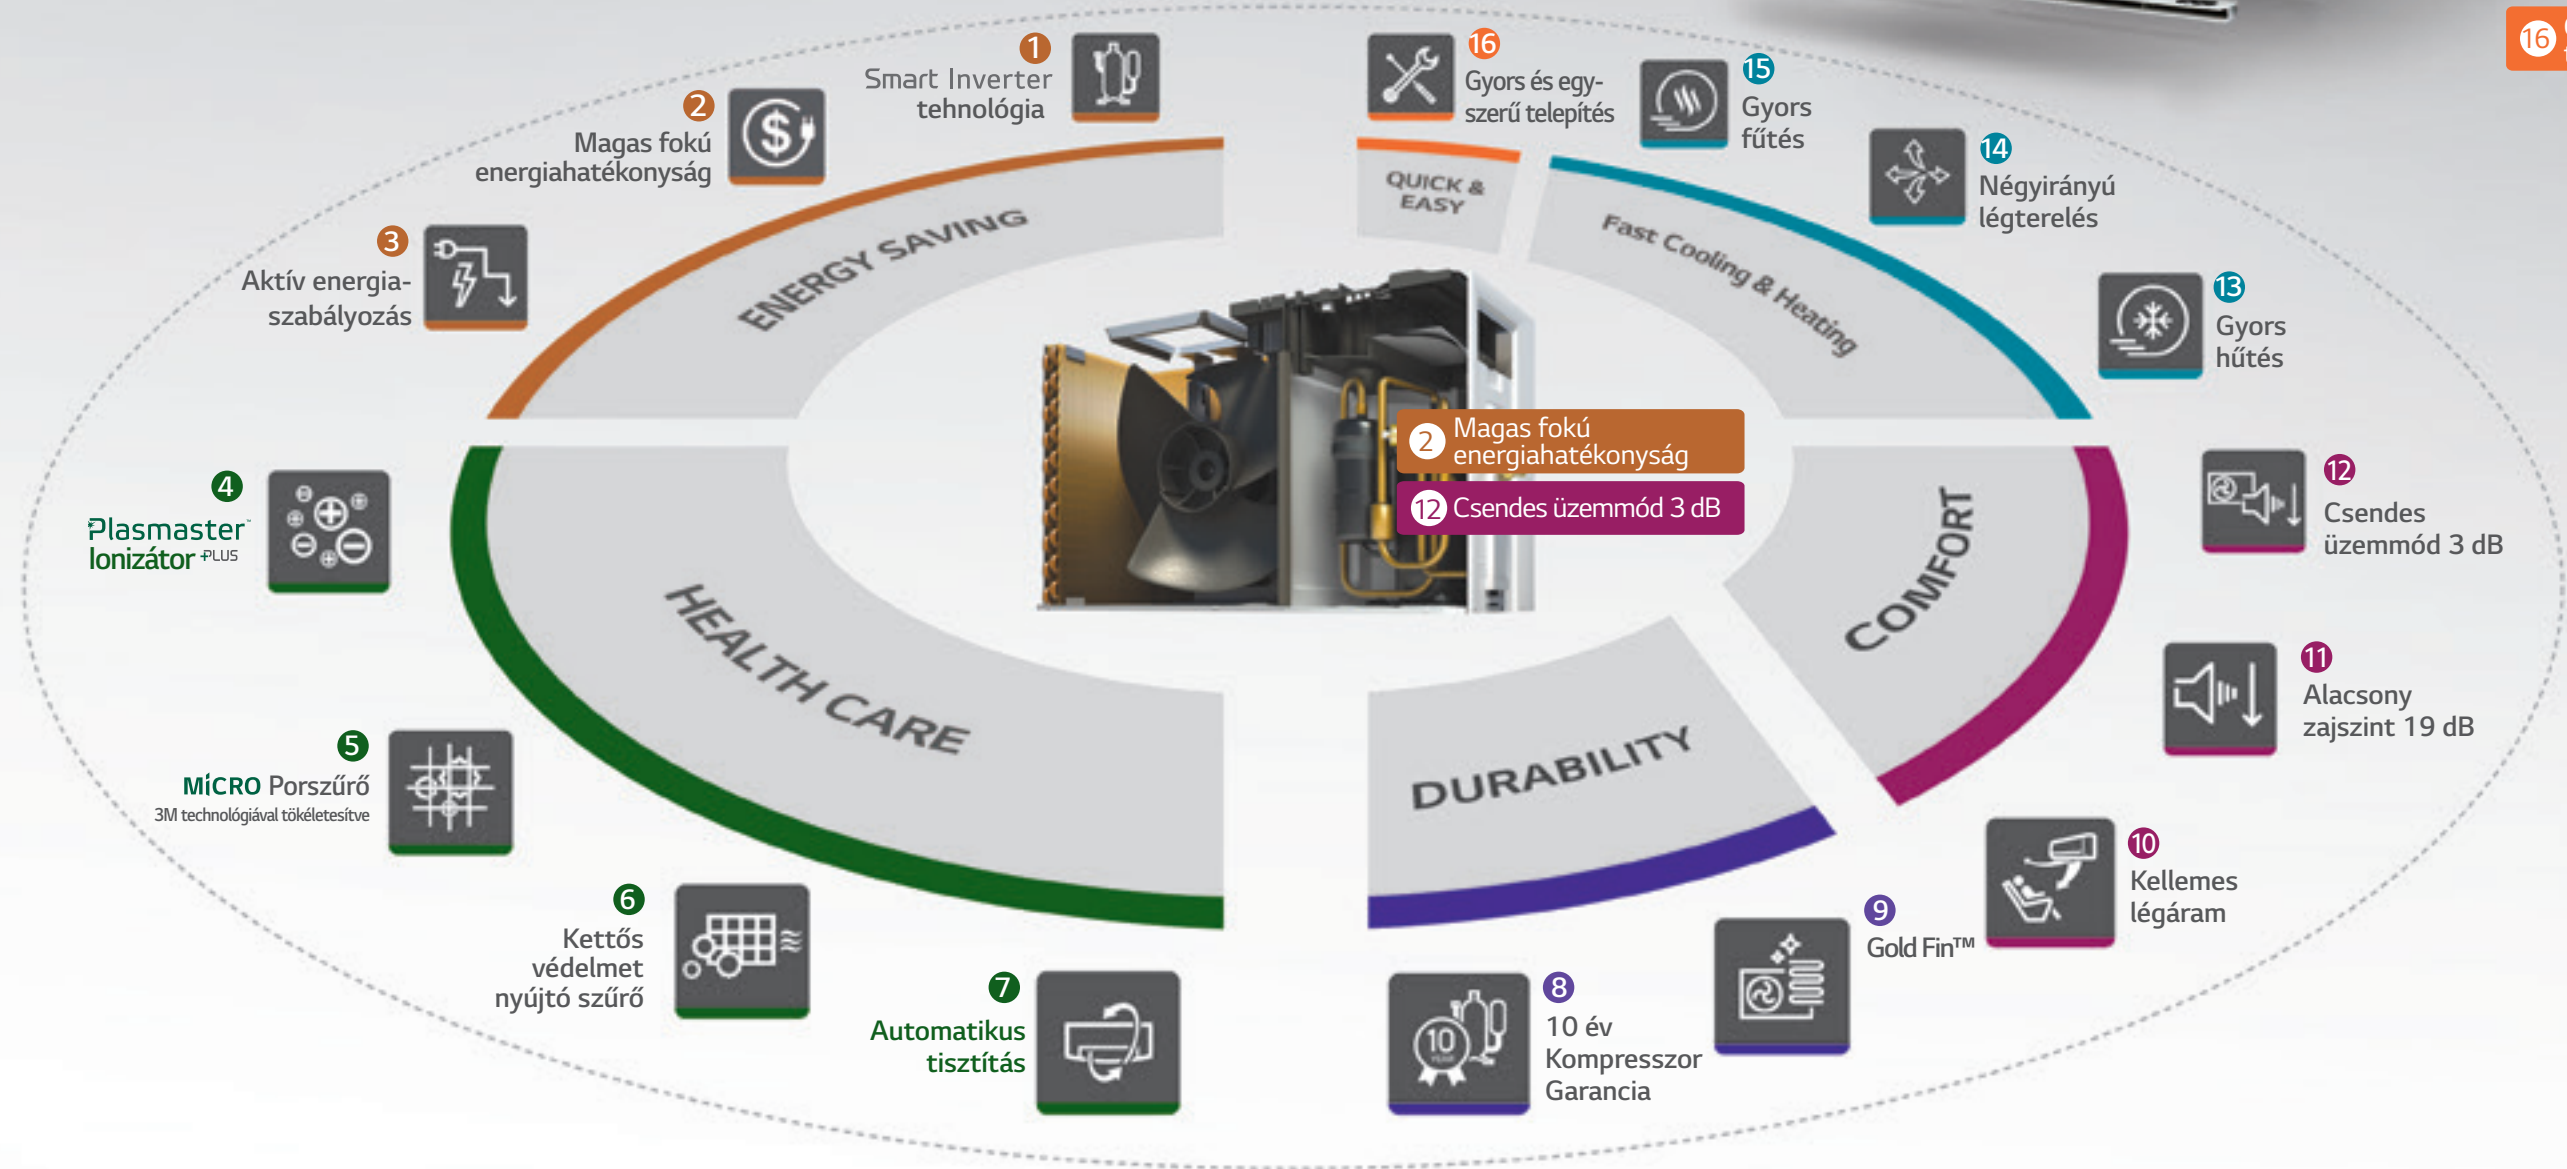 1
Smart Inverter
tehnológia
2
Magas fokú
energiahatékonyság
3
Aktív energia-
szabályozás
ENERGY SAVING
4
Plasmaster™
Ionizátor +PLUS
5
MiCRO Porszűrő
3M technológiával tökéletesítve
6
Kettős
védelmet
nyújtó szűrő
7
Automatikus
tisztítás
HEALTH CARE
8
10 év
Kompresszor
Garancia
10
YEAR
9
Gold Fin™
DURABILITY
10
Kellemes
légáram
11
Alacsony
zajszint 19 dB
12
Csendes
üzemmód 3 dB
COMFORT
13
Gyors
hűtés
14
Négyirányú
légterelés
15
Gyors
fűtés
Fast Cooling & Heating
16
Gyors és egy-
szerű telepítés
QUICK &
EASY
2 Magas fokú
energiahatékonyság
12 Csendes üzemmód 3 dB
16